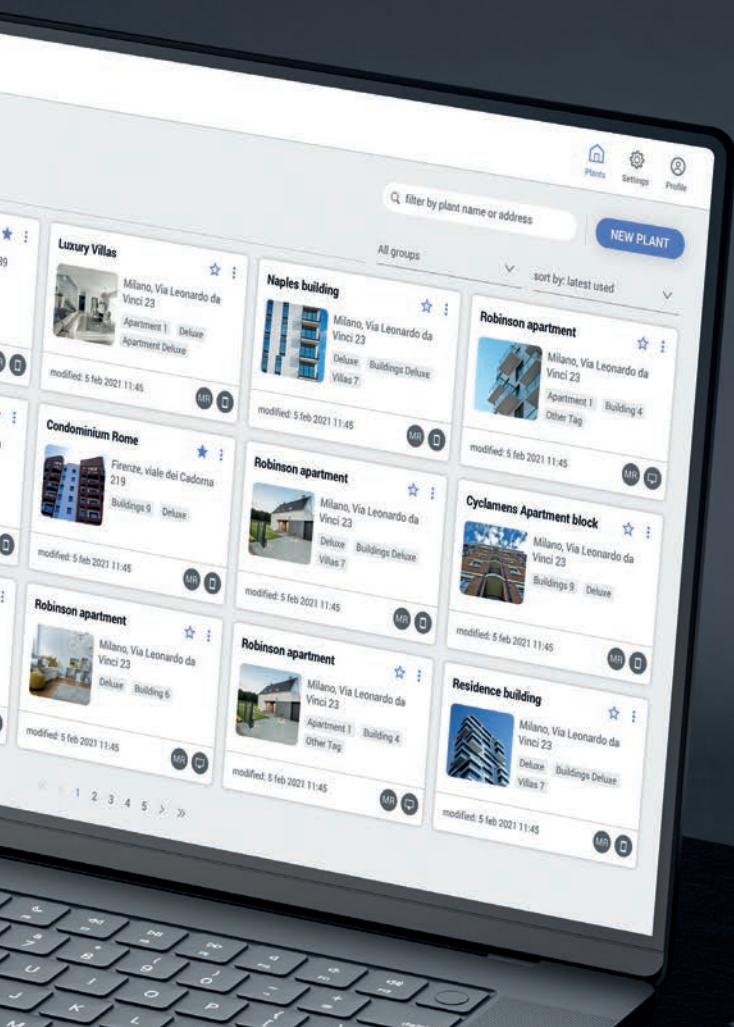 Plants
Settings
Profile
filter by plant name or address
NEW PLANT
All groups
sort by: latest used
Luxury Villas
Milano, Via Leonardo da
Vinci 23
Apartment 1 Deluxe
Apartment Deluxe
modified: 5 feb 2021 11:45
MR
Naples building
Milano, Via Leonardo da
Vinci 23
Deluxe Buildings Deluxe
Villas 7
modified: 5 feb 2021 11:45
MR
Robinson apartment
Milano, Via Leonardo da
Vinci 23
Apartment 1 Building 4
Other Tag
modified: 5 feb 2021 11:45
MR
Condominium Rome
Firenze, viale dei Cadorna
219
Buildings 9 Deluxe
modified: 5 feb 2021 11:45
MR
Robinson apartment
Milano, Via Leonardo da
Vinci 23
Deluxe Buildings Deluxe
Villas 7
modified: 5 feb 2021 11:45
MR
Cyclamens Apartment block
Milano, Via Leonardo da
Vinci 23
Buildings 9 Deluxe
modified: 5 feb 2021 11:45
MR
Robinson apartment
Milano, Via Leonardo da
Vinci 23
Deluxe Building 6
modified: 5 feb 2021 11:45
MR
Robinson apartment
Milano, Via Leonardo da
Vinci 23
Apartment 1 Building 4
Other Tag
modified: 5 feb 2021 11:45
MR
Residence building
Milano, Via Leonardo da
Vinci 23
Deluxe Buildings Deluxe
Villas 7
modified: 5 feb 2021 11:45
MR
1 2 3 4 5
U I O P
J K L